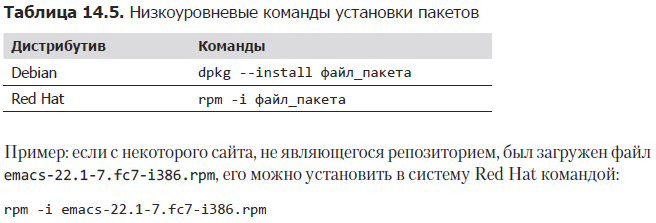 Таблица 14.5. Низкоуровневые команды установки пакетов
Дистрибутив Команды
Debian dpkg --install файл_пакета
Red Hat rpm -i файл_пакета
Пример: если с некоторого сайта, не являющегося репозиторием, был загружен файл
emacs-22.1-7.fc7-i386.rpm, его можно установить в систему Red Hat командой:
rpm -i emacs-22.1-7.fc7-i386.rpm